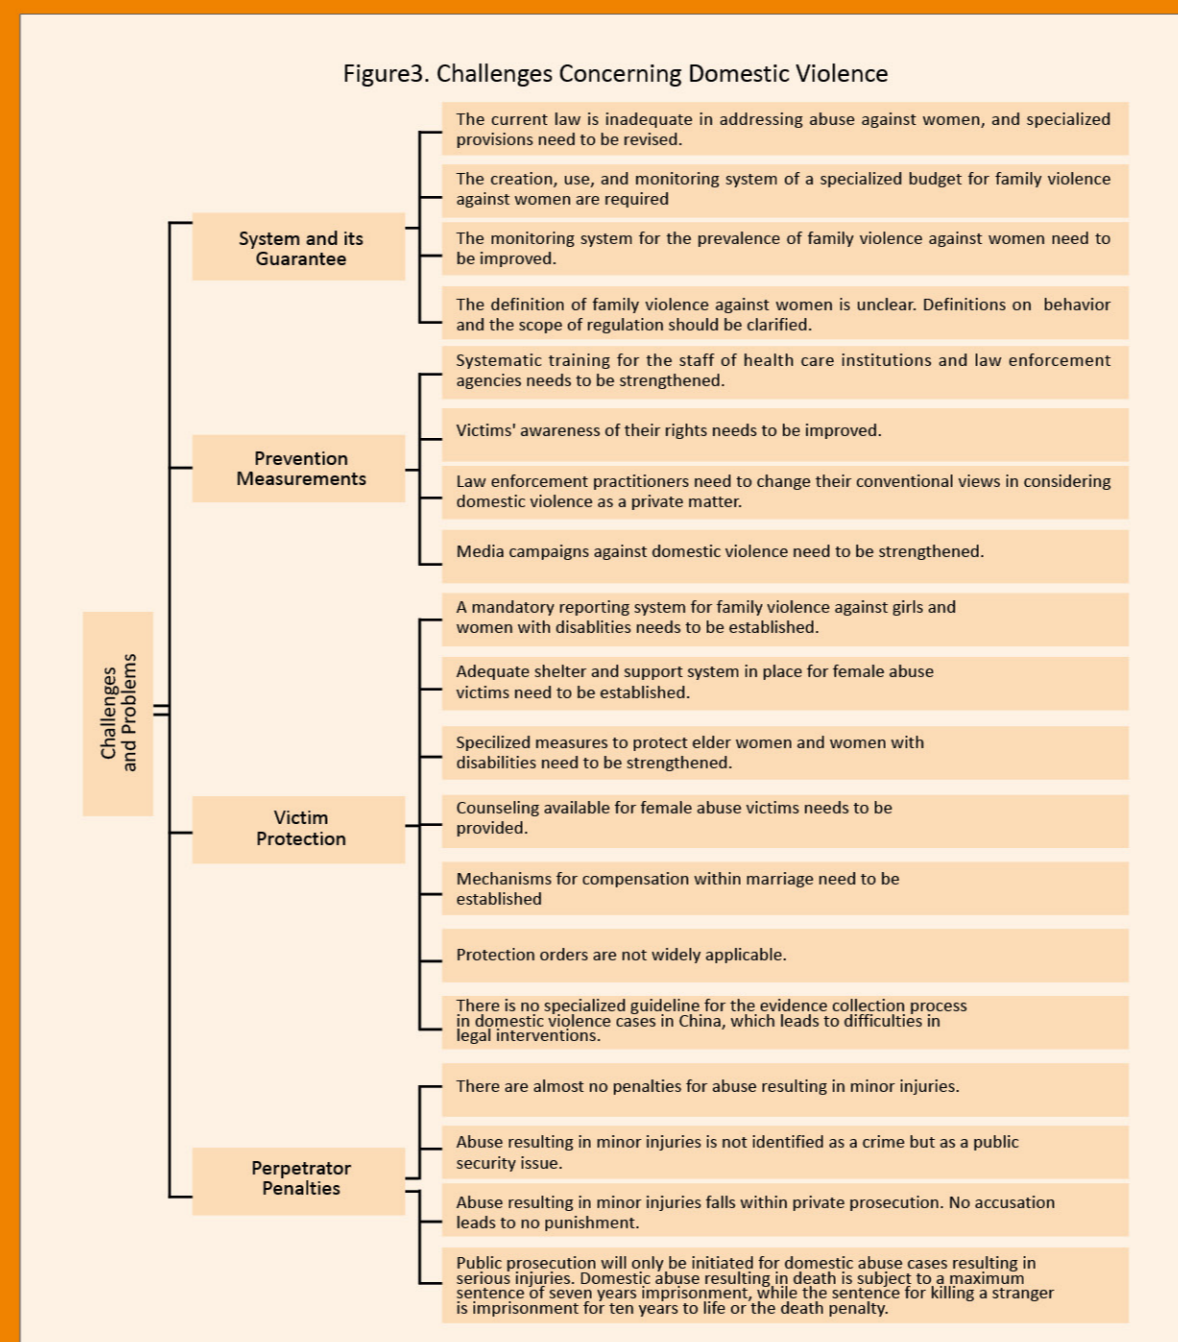 Figure3. Challenges Concerning Domestic Violence
Challenges
and Problems
System and its
Guarantee
The current law is inadequate in addressing abuse against women, and specialized
provisions need to be revised.
The creation, use, and monitoring system of a specialized budget for family violence
against women are required
The monitoring system for the prevalence of family violence against women need to
be improved.
The definition of family violence against women is unclear. Definitions on behavior
and the scope of regulation should be clarified.
Prevention
Measurements
Systematic training for the staff of health care institutions and law enforcement
agencies needs to be strengthened.
Victims' awareness of their rights needs to be improved.
Law enforcement practitioners need to change their conventional views in considering
domestic violence as a private matter.
Media campaigns against domestic violence need to be strengthened.
Victim
Protection
A mandatory reporting system for family violence against girls and
women with disablities needs to be established.
Adequate shelter and support system in place for female abuse
victims need to be established.
Specilized measures to protect elder women and women with
disabilities need to be strengthened.
Counseling available for female abuse victims needs to be
provided.
Mechanisms for compensation within marriage need to be
established
Protection orders are not widely applicable.
There is no specialized guideline for the evidence collection process
in domestic violence cases in China, which leads to difficulties in
legal interventions.
Perpetrator
Penalties
There are almost no penalties for abuse resulting in minor injuries.
Abuse resulting in minor injuries is not identified as a crime but as a public
security issue.
Abuse resulting in minor injuries falls within private prosecution. No accusation
leads to no punishment.
Public prosecution will only be initiated for domestic abuse cases resulting in
serious injuries. Domestic abuse resulting in death is subject to a maximum
sentence of seven years imprisonment, while the sentence for killing a stranger
is imprisonment for ten years to life or the death penalty.